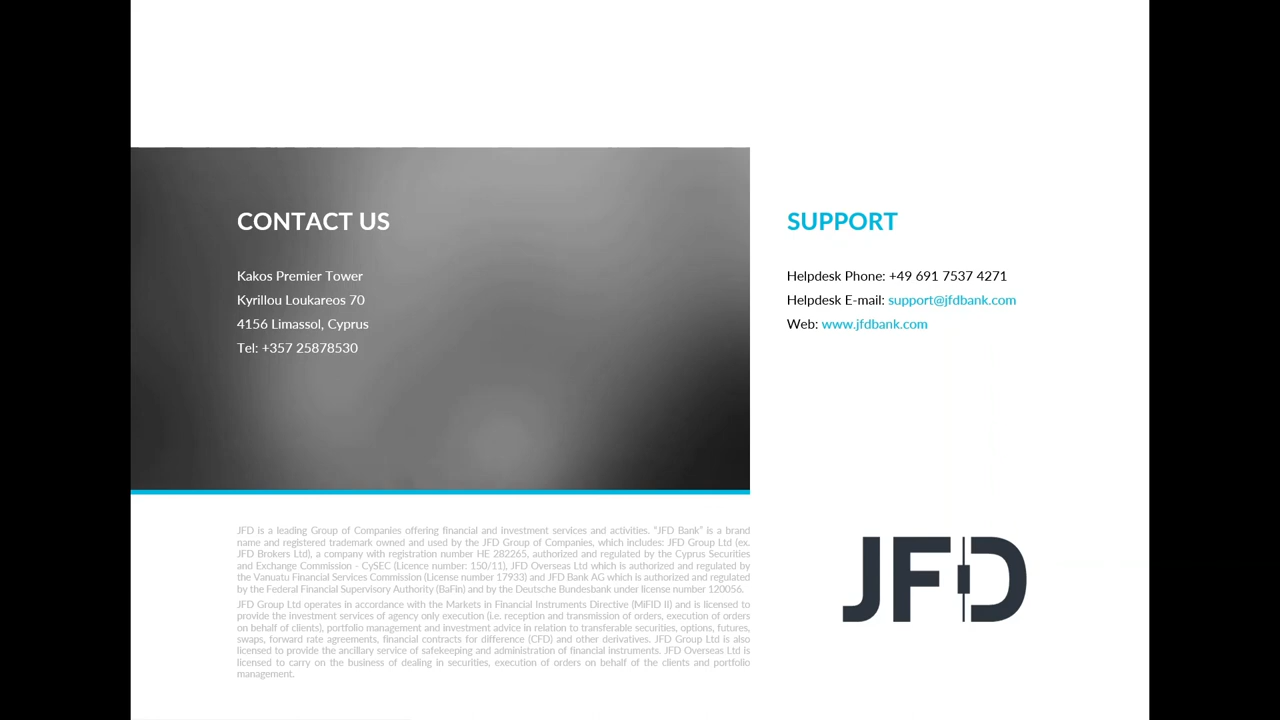 CONTACT US
Kakos Premier Tower
Kyrillou Loukareos 70
4156 Limassol, Cyprus
Tel: +357 25878530
SUPPORT
Helpdesk Phone: +49 691 7537 4271
Helpdesk E-mail: support@jfdbank.com
Web: www.jfdbank.com
JFD is a leading Group of Companies offering financial and investment services and activities. “JFD Bank” is a brand
name and registered trademark owned and used by the JFD Group of Companies, which includes: JFD Group Ltd (ex.
JFD Brokers Ltd), a company with registration number HE 282265, authorized and regulated by the Cyprus Securities
and Exchange Commission - CySEC (Licence number: 150/11), JFD Overseas Ltd which is authorized and regulated by
the Vanuatu Financial Services Commission (License number 17933) and JFD Bank AG which is authorized and regulated
by the Federal Financial Supervisory Authority (BaFin) and by the Deutsche Bundesbank under license number 120056.
JFD Group Ltd operates in accordance with the Markets in Financial Instruments Directive (MiFID II) and is licensed to
provide the investment services of agency only execution (i.e. reception and transmission of orders, execution of orders
on behalf of clients), portfolio management and investment advice in relation to transferable securities, options, futures,
swaps, forward rate agreements, financial contracts for difference (CFD) and other derivatives. JFD Group Ltd is also
licensed to provide the ancillary service of safekeeping and administration of financial instruments. JFD Overseas Ltd is
licensed to carry on the business of dealing in securities, execution of orders on behalf of the clients and portfolio
management.
JFD